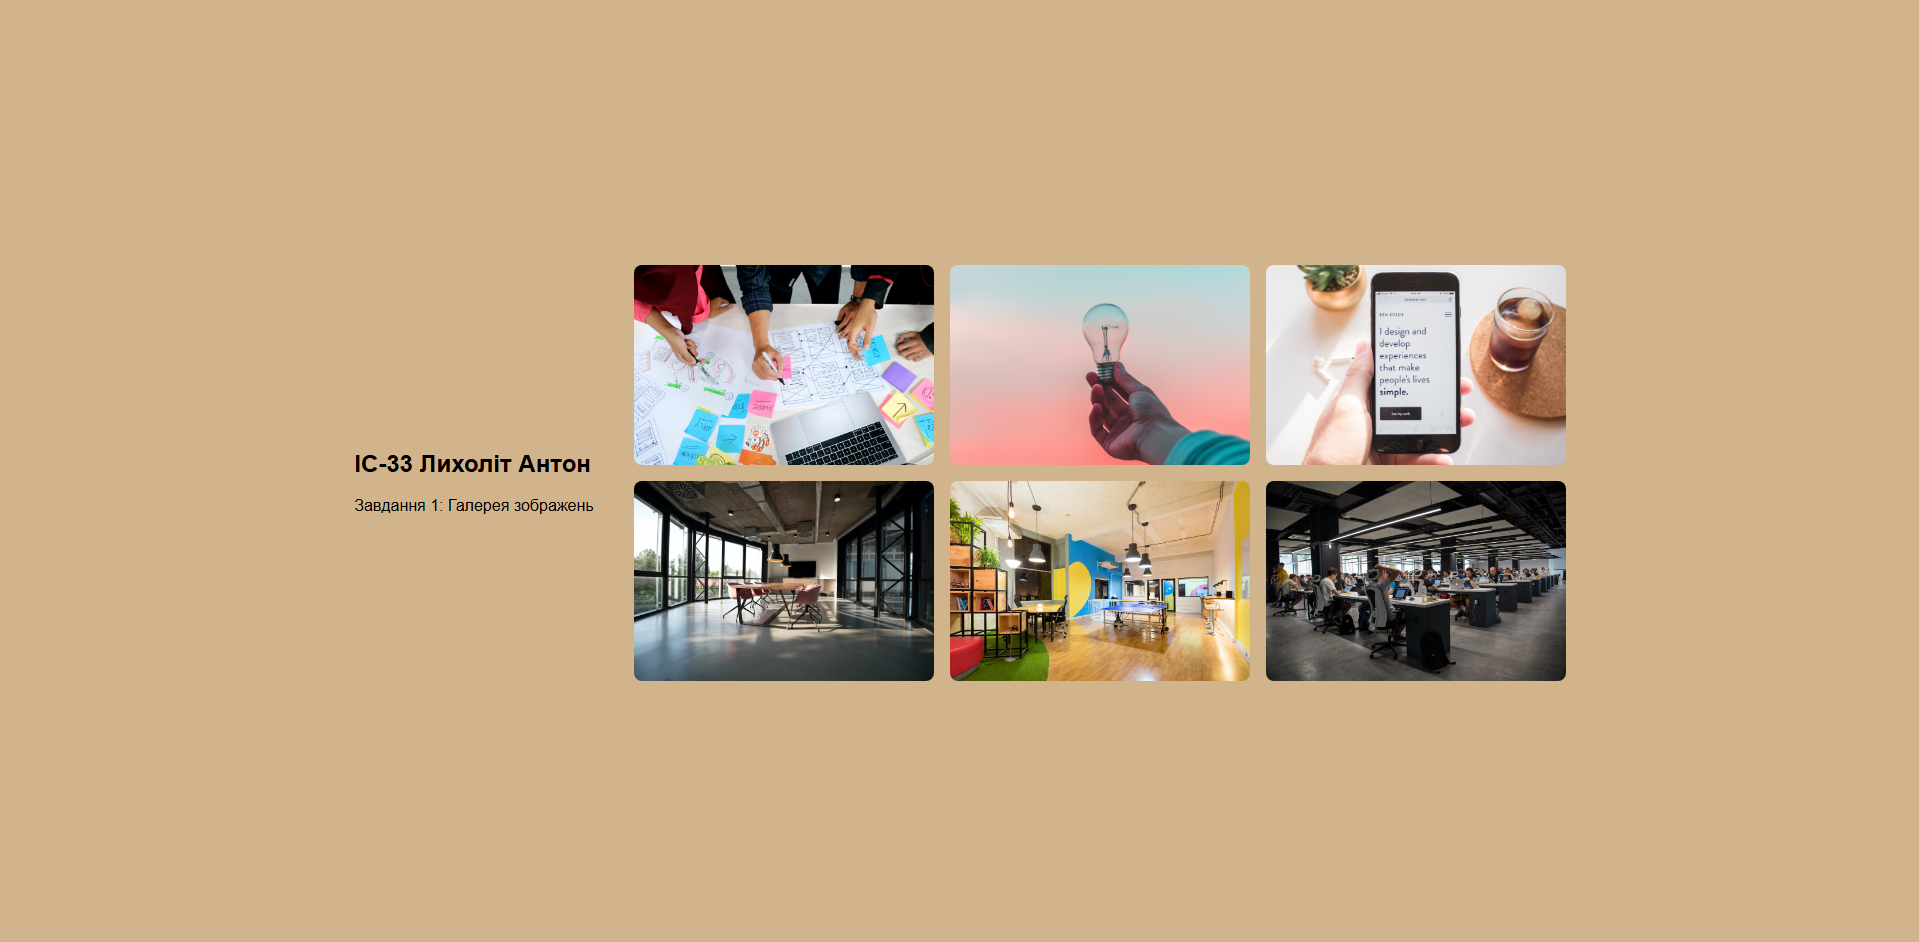 ІС-33 Лихоліт Антон
Завдання 1: Галерея зображень
I design and
develop
experiences
that make
people's lives
simple.